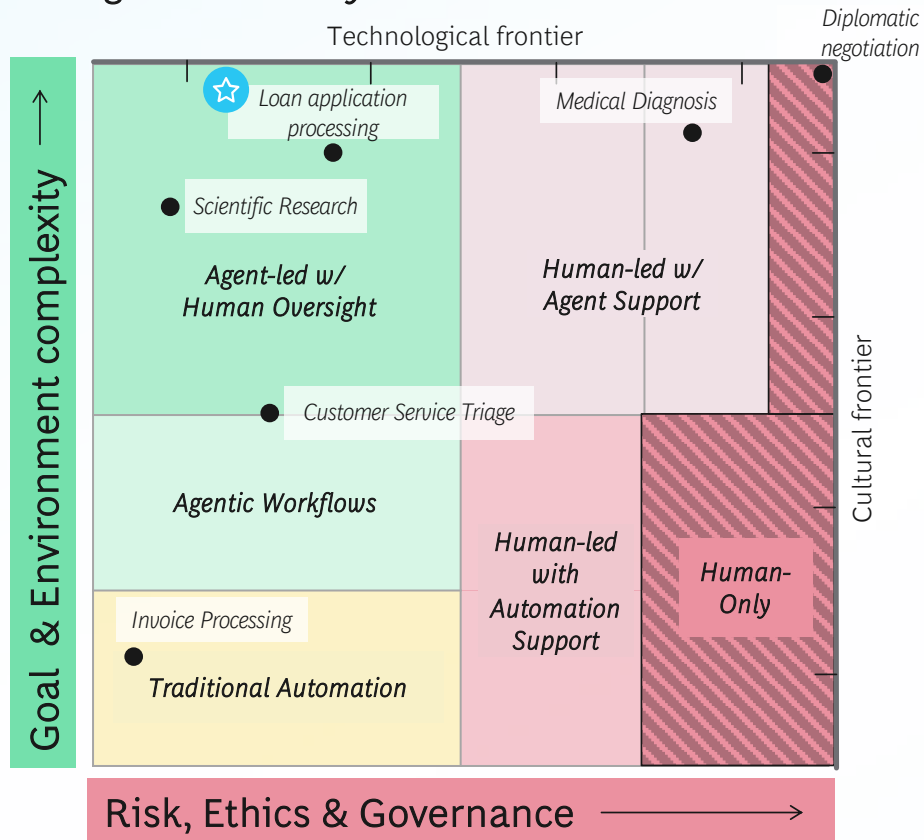 Technological frontier
Diplomatic
negotiation
Loan application
processing
Medical Diagnosis
Scientific Research
Agent-led w/
Human Oversight
Human-led w/
Agent Support
Goal & Environment complexity
Cultural frontier
Customer Service Triage
Agentic Workflows
Human-led
with
Automation
Support
Human-
Only
Invoice Processing
Traditional Automation
Risk, Ethics & Governance